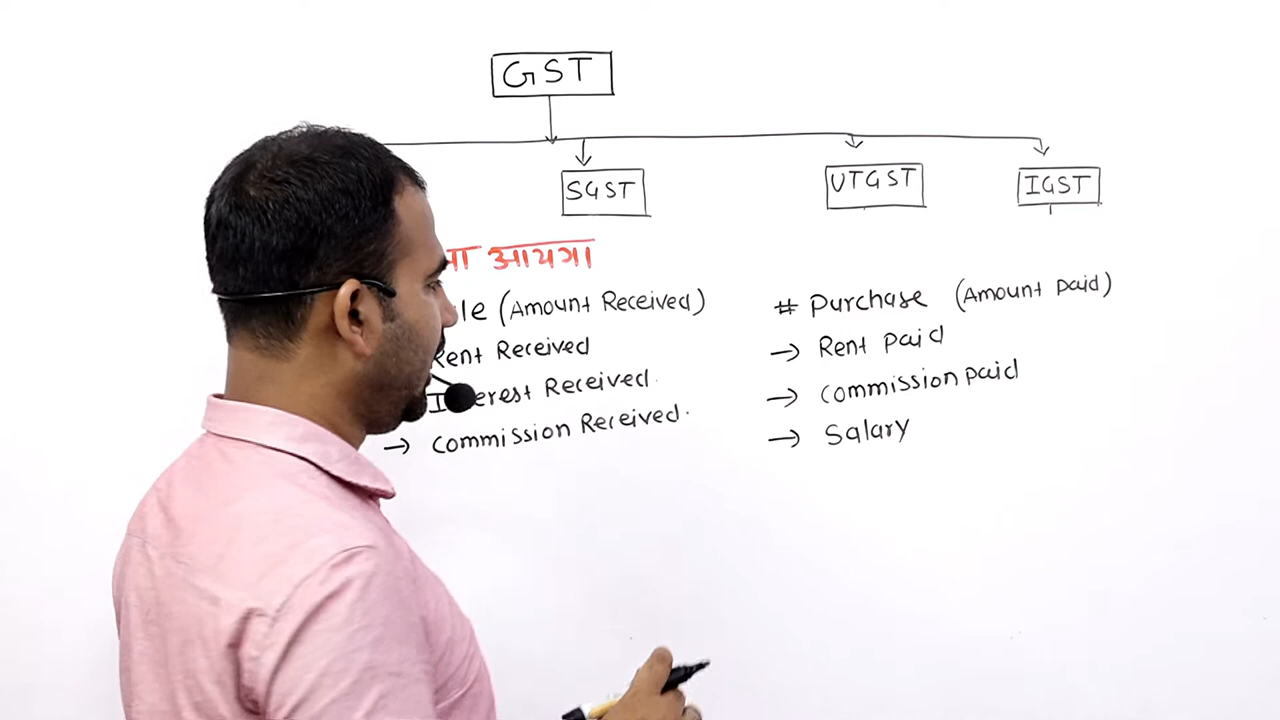 GST
SGST UTGST IGST
आयगा
(Amount Received) # Purchase (Amount paid)
Rent Received → Rent paid
Interest Received. → Commission paid
→ Commission Received. → Salary